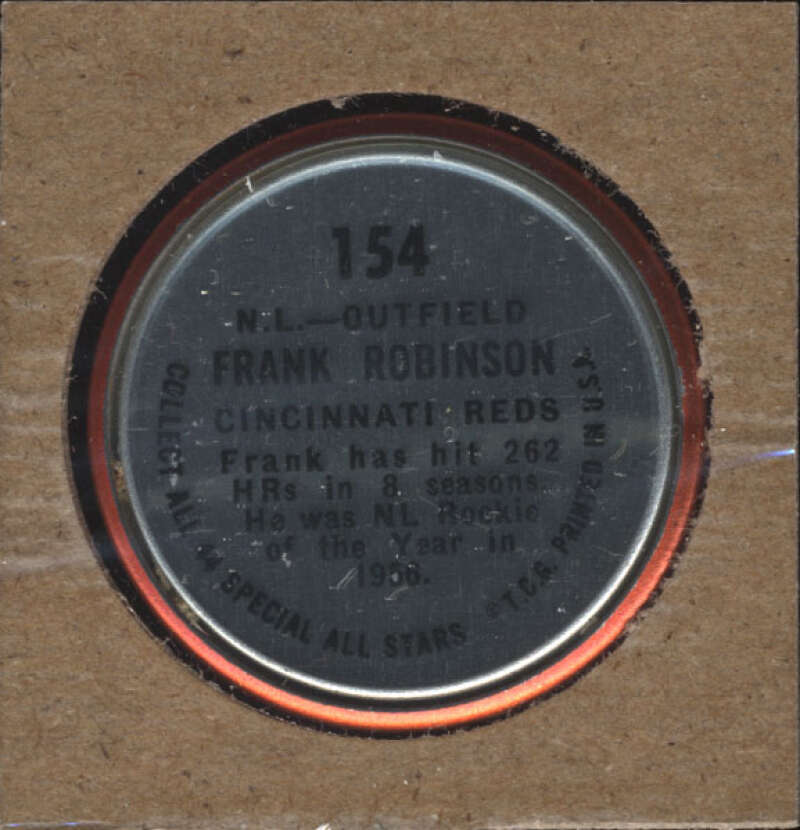 154
N.L.—OUTFIELD
FRANK ROBINSON
CINCINNATI REDS
Frank has hit 262
HRs in 8 seasons.
He was NL Rookie
of the Year in
1956.
COLLECT ALL 44 SPECIAL ALL STARS
©T.C.G. PRINTED IN U.S.A.